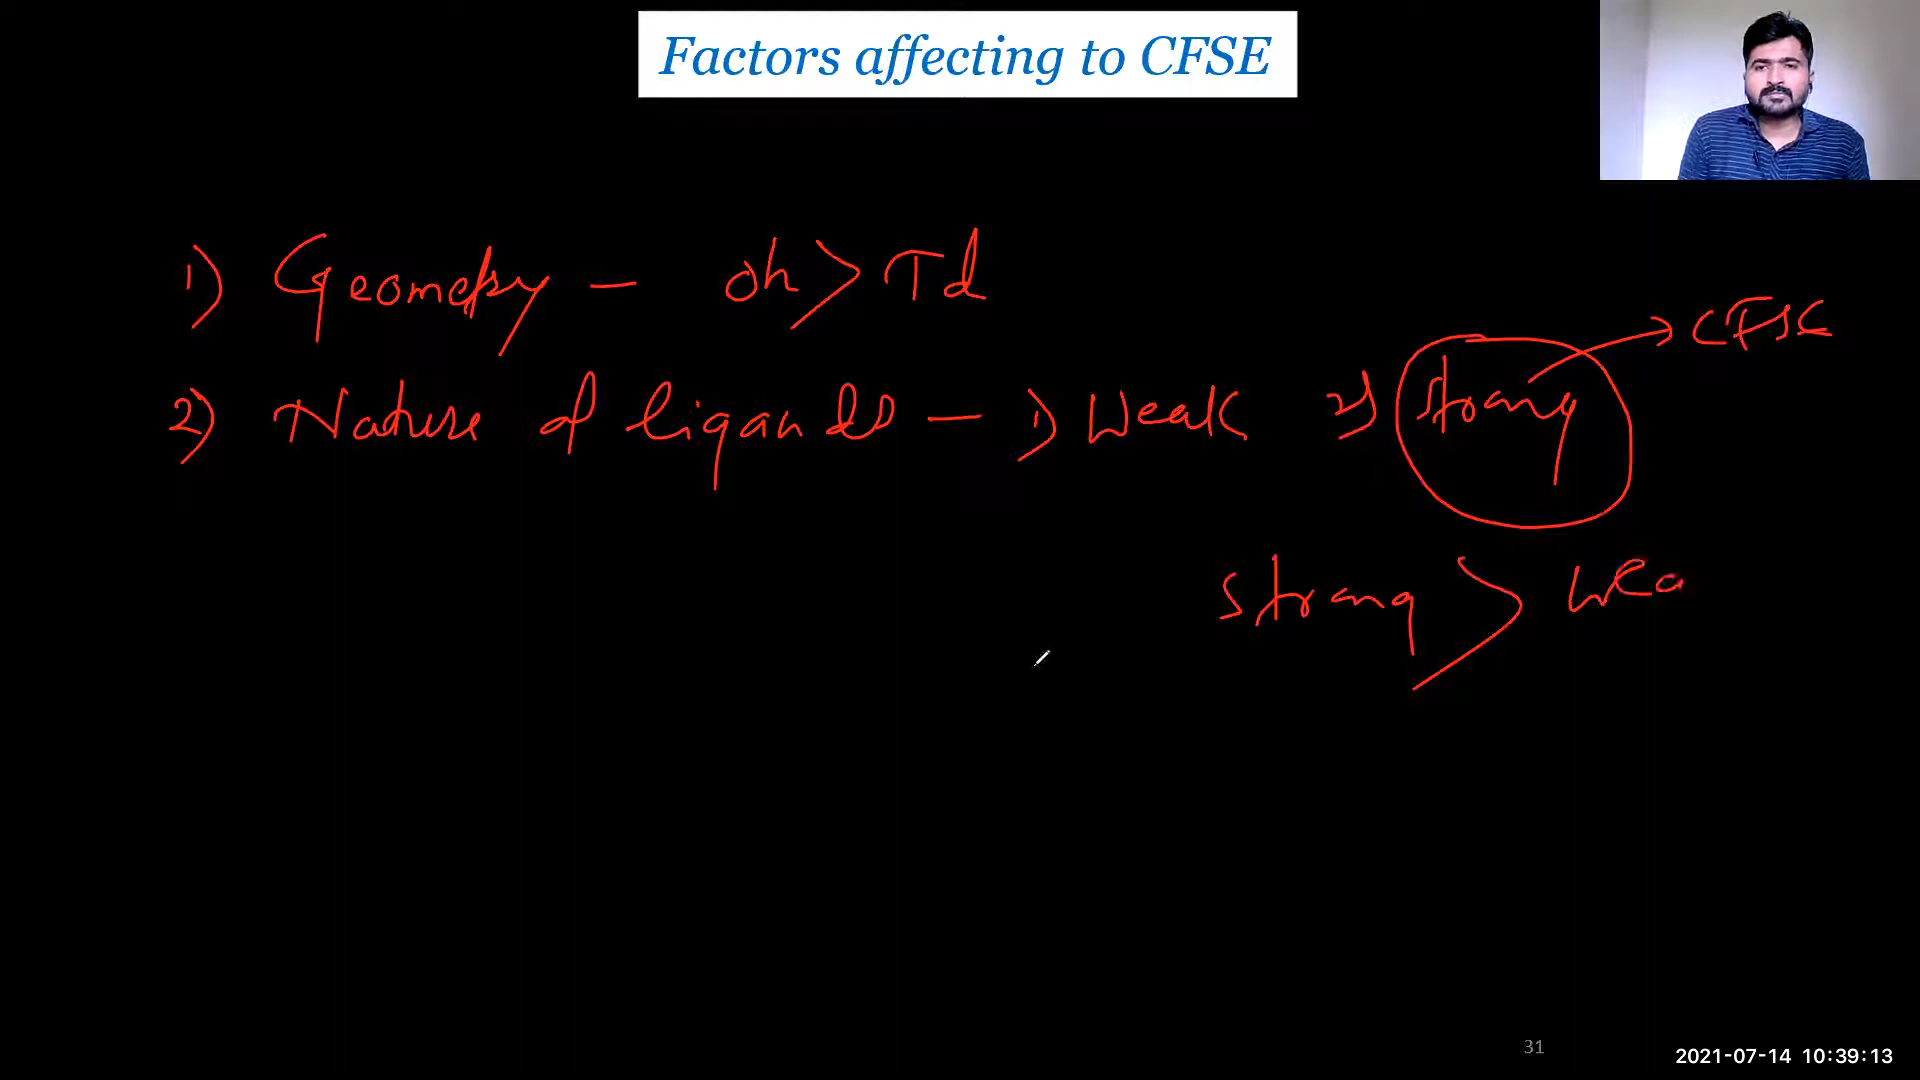 Factors affecting to CFSE
1) Geometry - oh > Td
→ CFSE
2) Nature of ligands - 1) Weak 2) strong
strong > wea
31
2021-07-14 10:39:13